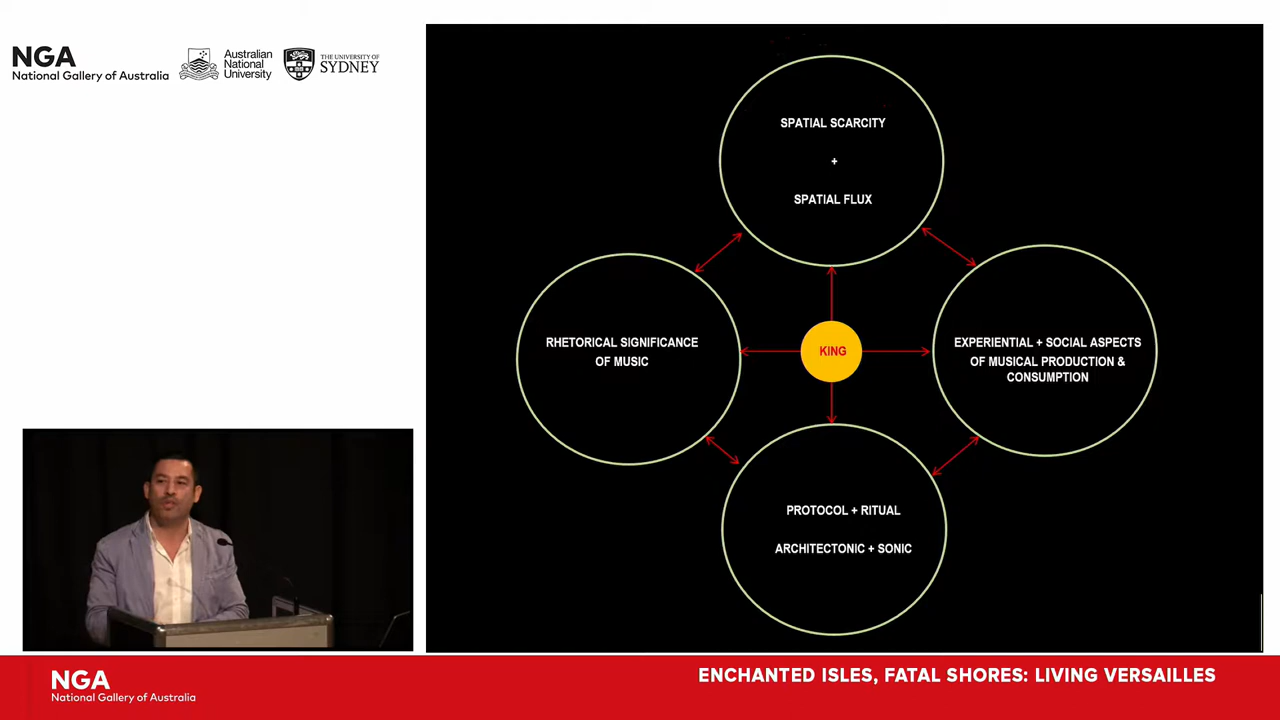 NGA
National Gallery of Australia
Australian
National
University
THE UNIVERSITY OF
SYDNEY
SPATIAL SCARCITY
+
SPATIAL FLUX
RHETORICAL SIGNIFICANCE
OF MUSIC
KING
EXPERIENTIAL + SOCIAL ASPECTS
OF MUSICAL PRODUCTION &
CONSUMPTION
PROTOCOL + RITUAL
ARCHITECTONIC + SONIC
NGA
National Gallery of Australia
ENCHANTED ISLES, FATAL SHORES: LIVING VERSAILLES